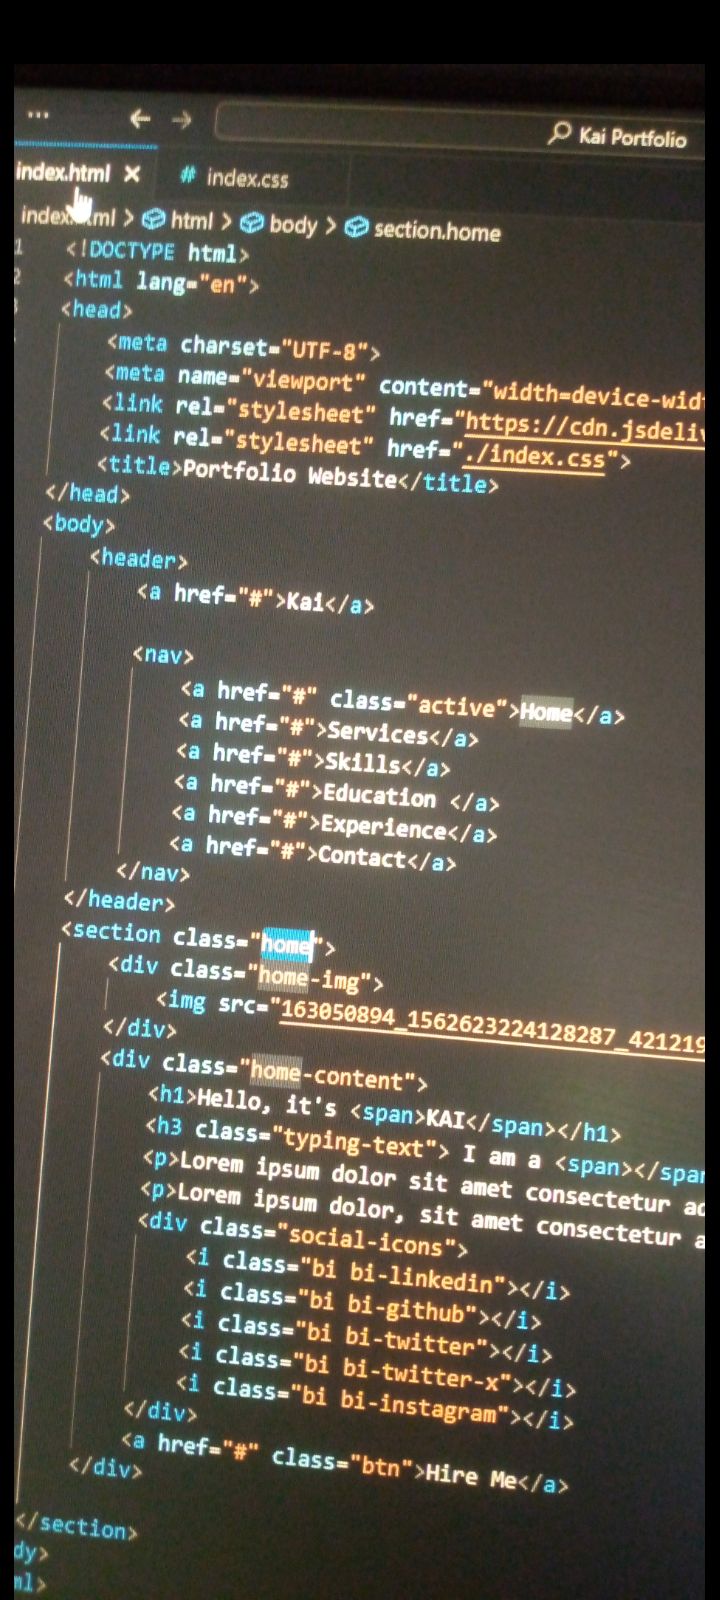 ... ← → Kai Portfolio
index.html × # index.css
html > html > body > section.home
1 <!DOCTYPE html>
2 <html lang="en">
3 <head>
<meta charset="UTF-8">
<meta name="viewport" content="width=device-wid
<link rel="stylesheet" href="https://cdn.jsdeliv
<link rel="stylesheet" href="./index.css">
<title>Portfolio Website</title>
</head>
<body>
<header>
<a href="#">Kai</a>
<nav>
<a href="#" class="active">Home</a>
<a href="#">Services</a>
<a href="#">Skills</a>
<a href="#">Education </a>
<a href="#">Experience</a>
<a href="#">Contact</a>
</nav>
</header>
<section class="home">
<div class="home-img">
<img src="163050894_1562623224128287_421219
</div>
<div class="home-content">
<h1>Hello, it's <span>KAI</span></h1>
<h3 class="typing-text"> I am a <span></span
<p>Lorem ipsum dolor sit amet consectetur ad
<p>Lorem ipsum dolor, sit amet consectetur a
<div class="social-icons">
<i class="bi bi-linkedin"></i>
<i class="bi bi-github"></i>
<i class="bi bi-twitter"></i>
<i class="bi bi-twitter-x"></i>
<i class="bi bi-instagram"></i>
</div>
<a href="#" class="btn">Hire Me</a>
</div>
</section>
dy>
ml>